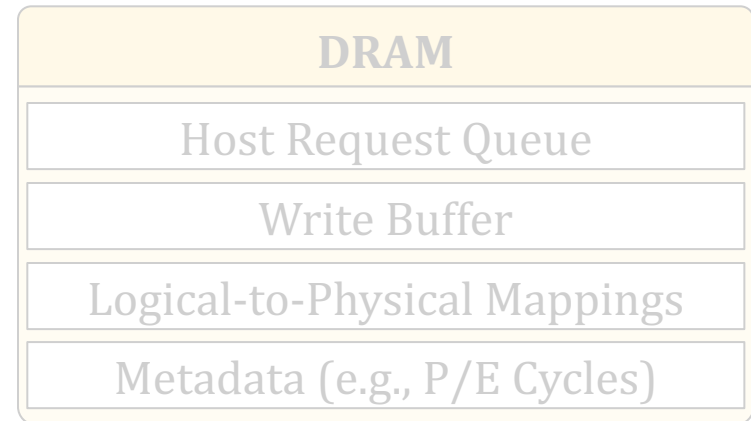 DRAM
Host Request Queue
Write Buffer
Logical-to-Physical Mappings
Metadata (e.g., P/E Cycles)